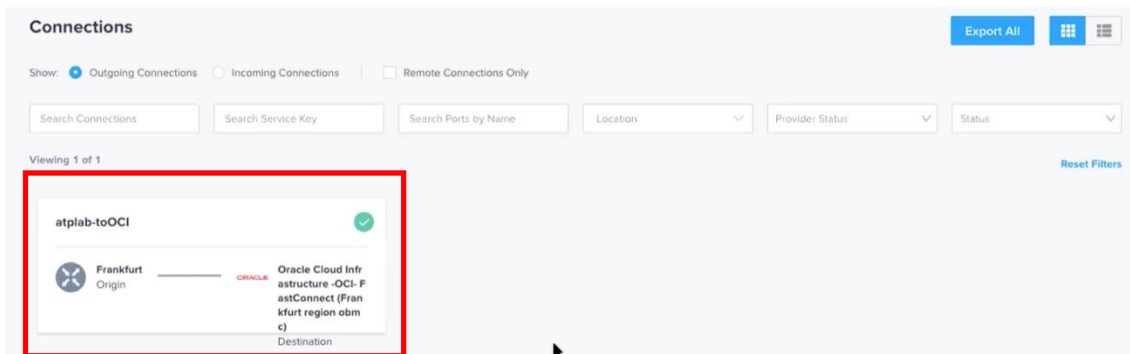 Connections
Export All
Show: Outgoing Connections Incoming Connections Remote Connections Only
Search Connections Search Service Key Search Ports by Name Location Provider Status Status
Viewing 1 of 1
Reset Filters
atplab-toOCI
Frankfurt
Origin
ORACLE
Oracle Cloud Infr
astructure -OCI- F
astConnect (Fran
kfurt region obm
c)
Destination